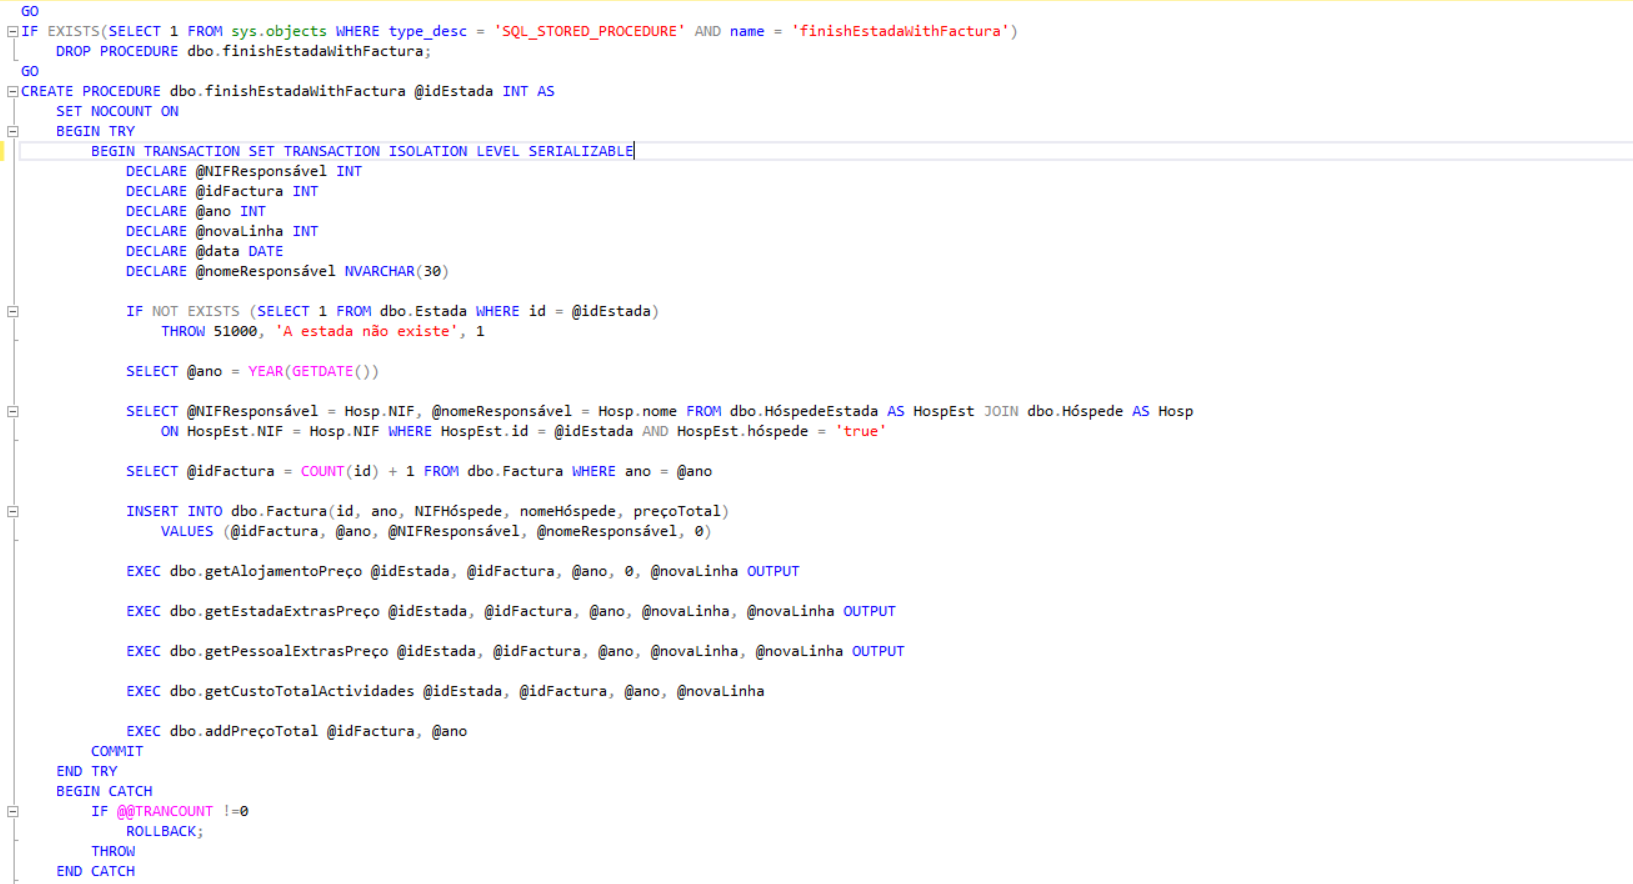 GO
IF EXISTS(SELECT 1 FROM sys.objects WHERE type_desc = 'SQL_STORED_PROCEDURE' AND name = 'finishEstadaWithFactura')
DROP PROCEDURE dbo.finishEstadaWithFactura;
GO
CREATE PROCEDURE dbo.finishEstadaWithFactura @idEstada INT AS
SET NOCOUNT ON
BEGIN TRY
BEGIN TRANSACTION SET TRANSACTION ISOLATION LEVEL SERIALIZABLE
DECLARE @NIFResponsável INT
DECLARE @idFactura INT
DECLARE @ano INT
DECLARE @novaLinha INT
DECLARE @data DATE
DECLARE @nomeResponsável NVARCHAR(30)
IF NOT EXISTS (SELECT 1 FROM dbo.Estada WHERE id = @idEstada)
THROW 51000, 'A estada não existe', 1
SELECT @ano = YEAR(GETDATE())
SELECT @NIFResponsável = Hosp.NIF, @nomeResponsável = Hosp.nome FROM dbo.HóspedeEstada AS HospEst JOIN dbo.Hóspede AS Hosp
ON HospEst.NIF = Hosp.NIF WHERE HospEst.id = @idEstada AND HospEst.hóspede = 'true'
SELECT @idFactura = COUNT(id) + 1 FROM dbo.Factura WHERE ano = @ano
INSERT INTO dbo.Factura(id, ano, NIFHóspede, nomeHóspede, preçoTotal)
VALUES (@idFactura, @ano, @NIFResponsável, @nomeResponsável, 0)
EXEC dbo.getAlojamentoPreço @idEstada, @idFactura, @ano, 0, @novaLinha OUTPUT
EXEC dbo.getEstadaExtrasPreço @idEstada, @idFactura, @ano, @novaLinha, @novaLinha OUTPUT
EXEC dbo.getPessoalExtrasPreço @idEstada, @idFactura, @ano, @novaLinha, @novaLinha OUTPUT
EXEC dbo.getCustoTotalActividades @idEstada, @idFactura, @ano, @novaLinha
EXEC dbo.addPreçoTotal @idFactura, @ano
COMMIT
END TRY
BEGIN CATCH
IF @@TRANCOUNT !=0
ROLLBACK;
THROW
END CATCH